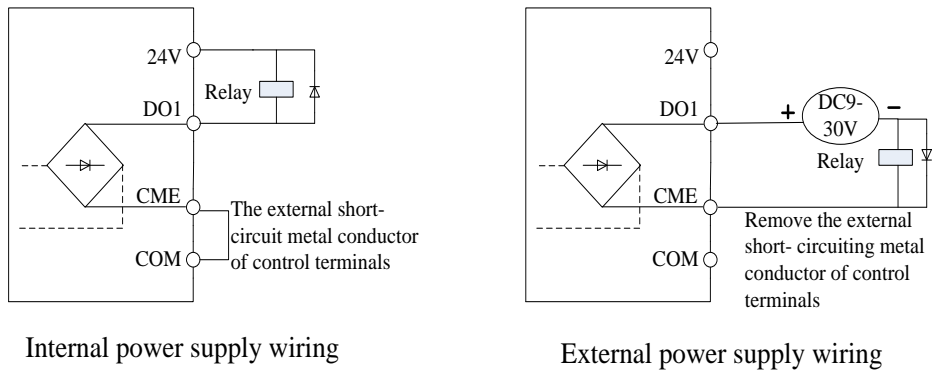 24V
Relay
DO1
CME
The external short-
circuit metal conductor
of control terminals
COM
Internal power supply wiring
24V
DO1
+
DC9-
30V
−
Relay
CME
Remove the external
short- circuiting metal
conductor of control
terminals
COM
External power supply wiring